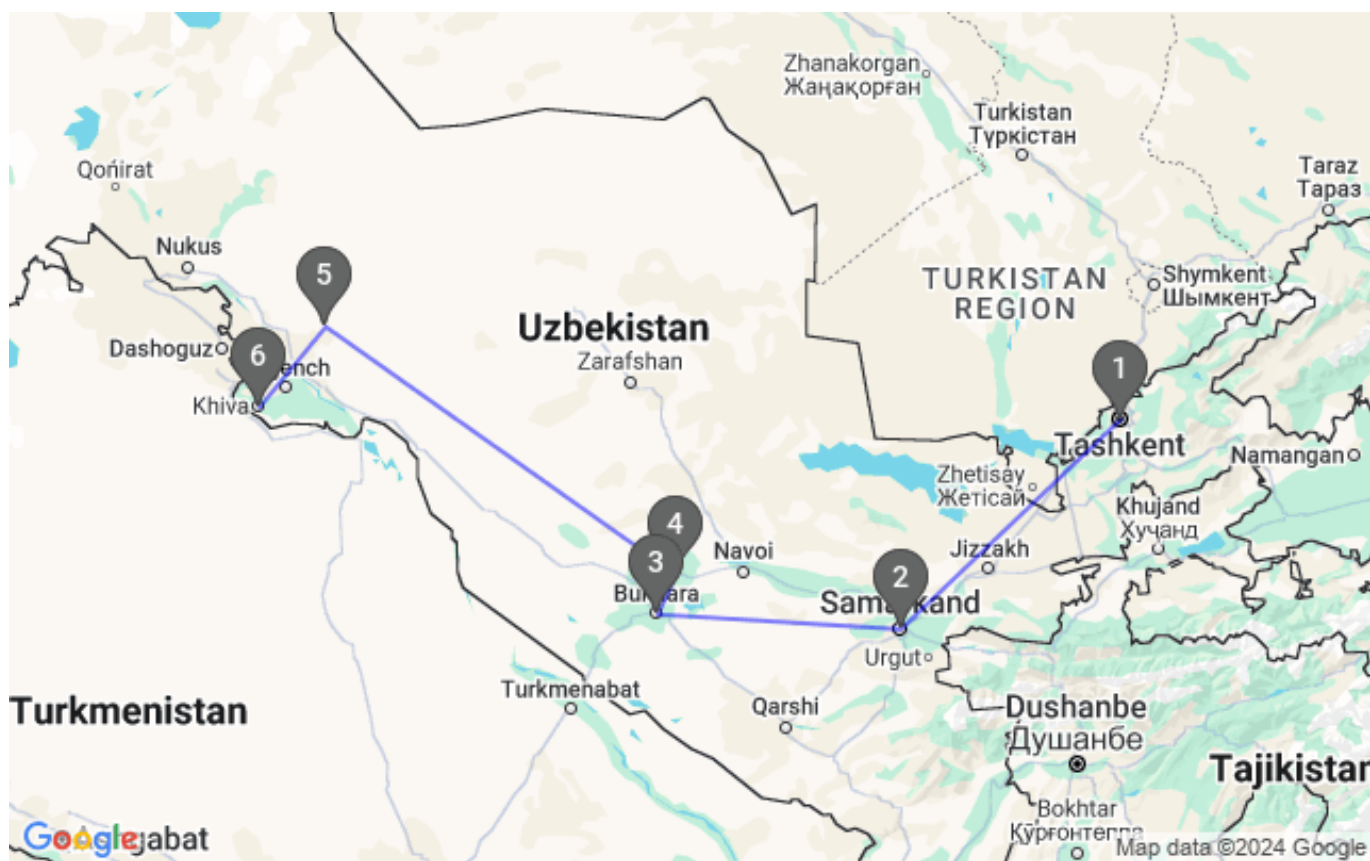 Zhanakorgan
Жаңақорған
Turkistan
Түркістан
Taraz
Тараз
Qońirat
Nukus
5
TURKISTAN
REGION
Shymkent
Шымкент
Uzbekistan
Zarafshan
Dashoguz
6
1
Khiva
Tashkent
Namangan
Zhetisay
Жетісай
Khujand
Хучанд
4
Navoi
Jizzakh
3
2
Urgut
Turkmenabat
Qarshi
Turkmenistan
Dushanbe
Душанбе
Tajikistan
Bokhtar
Google
Map data ©2024 Google